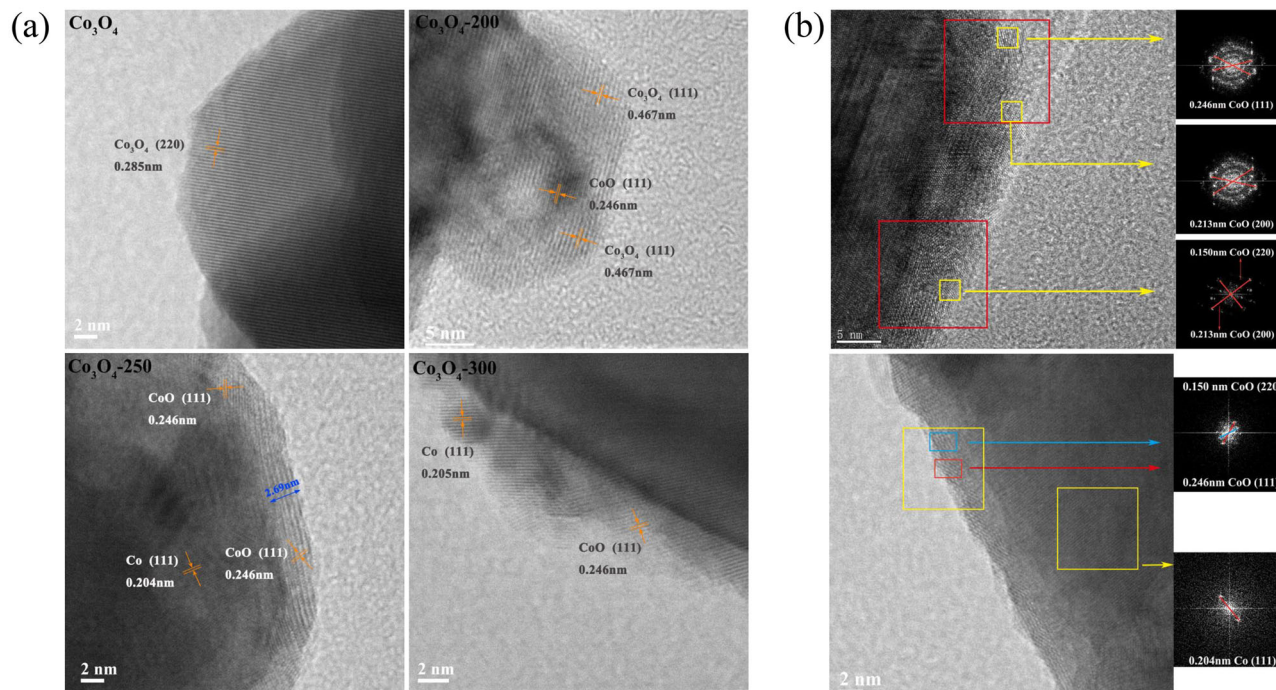 (a)
Co₃O₄
Co₃O₄ (220)
0.285nm
2 nm
Co₃O₄-200
Co₃O₄ (111)
0.467nm
CoO (111)
0.246nm
Co₃O₄ (111)
0.467nm
5 nm
Co₃O₄-250
CoO (111)
0.246nm
2.69nm
Co (111)
0.204nm
CoO (111)
0.246nm
2 nm
Co₃O₄-300
Co (111)
0.205nm
CoO (111)
0.246nm
2 nm
(b)
5 nm
0.246nm CoO (111)
0.213nm CoO (200)
0.150nm CoO (220)
0.213nm CoO (200)
2 nm
0.150 nm CoO (220
0.246nm CoO (111)
0.204nm Co (111)